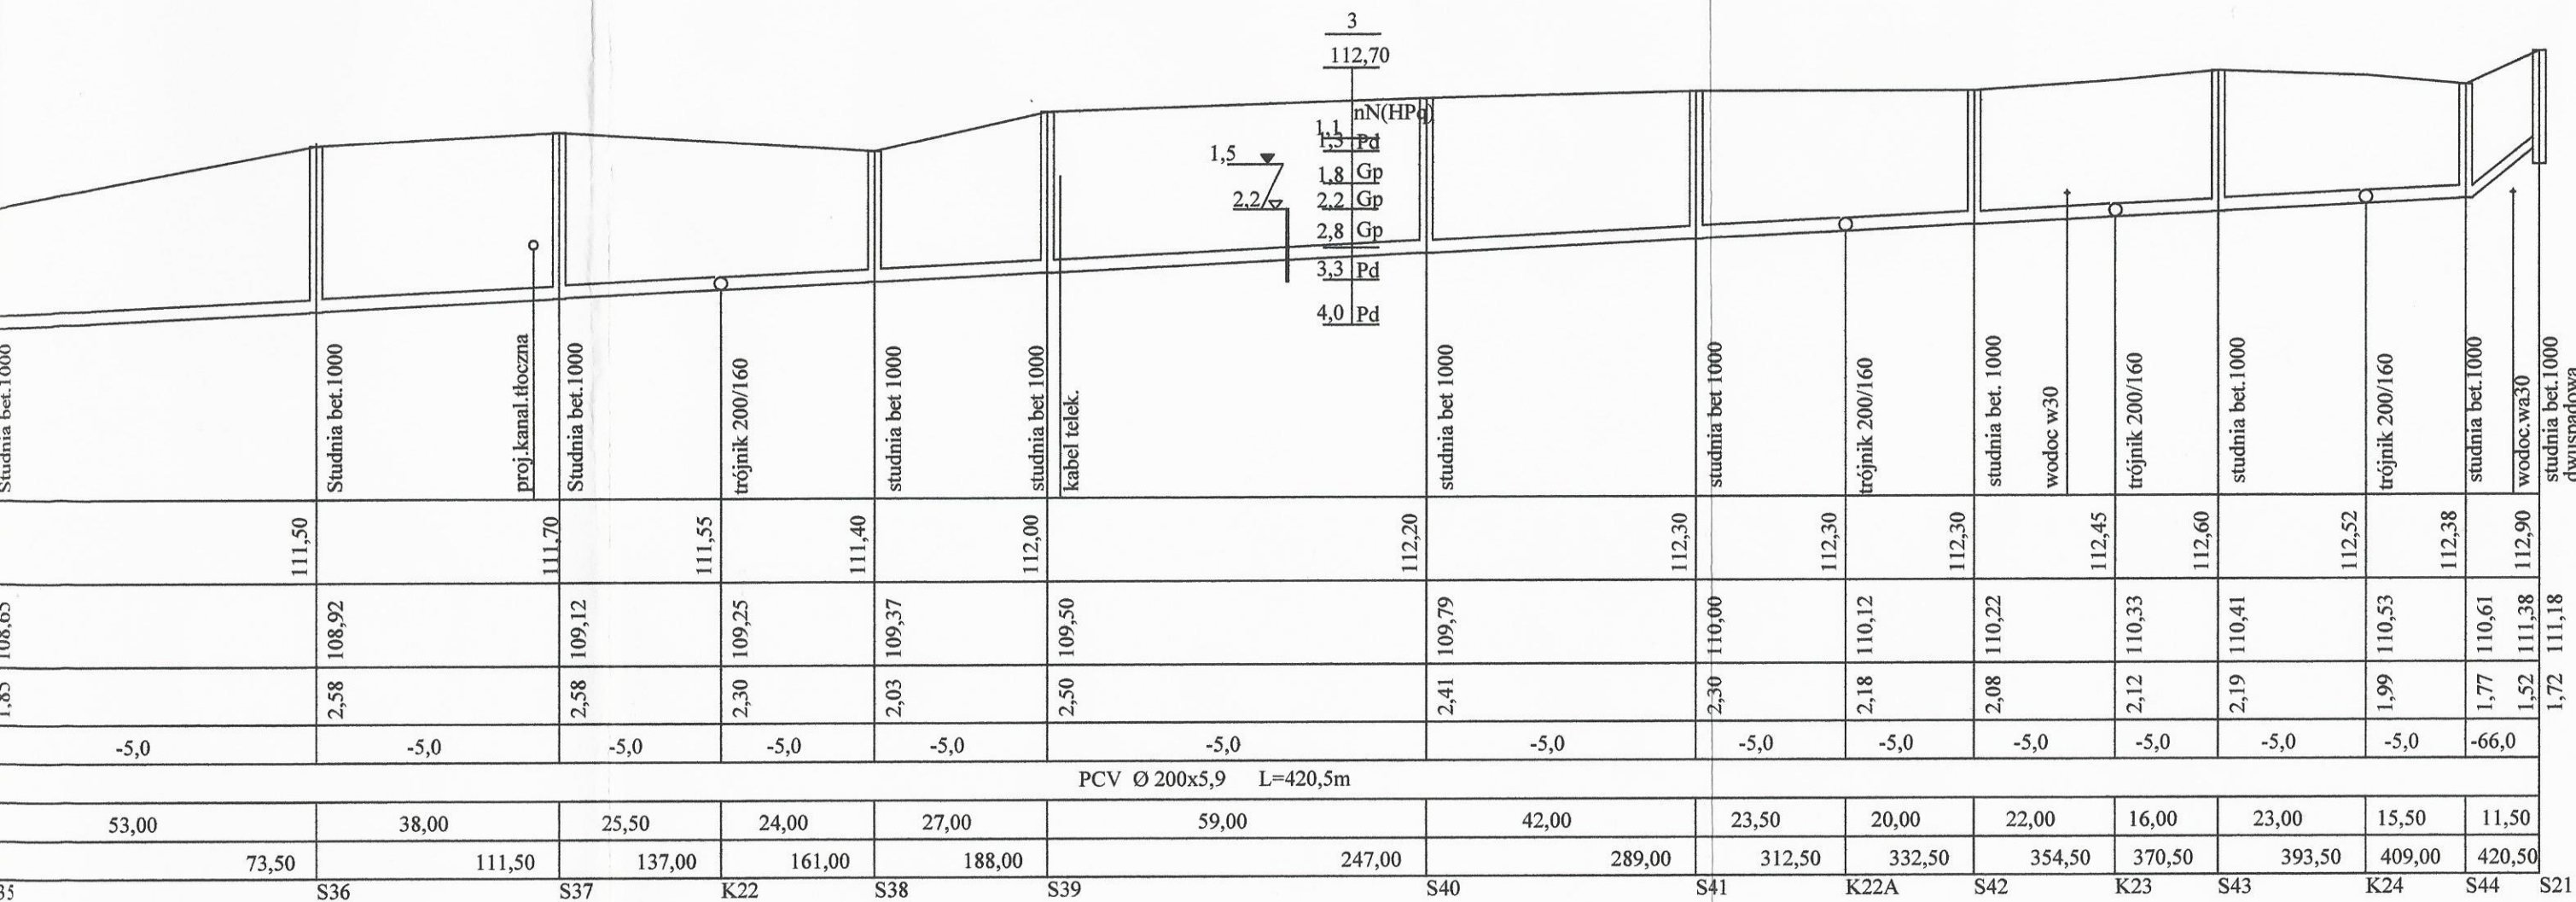 3
112,70
nN(HPq)
1,1
1,3 Pd
1,5
1,8 Gp
2,2
2,2 Gp
2,8 Gp
3,3 Pd
4,0 Pd
Studnia bet.1000
Studnia bet.1000
proj.kanal.tłoczna
Studnia bet.1000
trójnik 200/160
studnia bet 1000
studnia bet 1000
kabel telek.
studnia bet 1000
studnia bet 1000
trójnik 200/160
studnia bet. 1000
wodoc w30
trójnik 200/160
studnia bet.1000
trójnik 200/160
studnia bet.1000
wodoc.wa30
studnia bet.1000
dwuspadowa
111,50 111,70 111,55 111,40 112,00 112,20 112,30 112,30 112,30 112,45 112,60 112,52 112,38 112,90
108,65 108,92 109,12 109,25 109,37 109,50 109,79 110,00 110,12 110,22 110,33 110,41 110,53 110,61 111,38 111,18
1,85 2,58 2,58 2,30 2,03 2,50 2,41 2,30 2,18 2,08 2,12 2,19 1,99 1,77 1,52 1,72
-5,0 -5,0 -5,0 -5,0 -5,0 -5,0 -5,0 -5,0 -5,0 -5,0 -5,0 -5,0 -5,0 -66,0
PCV Ø 200x5,9 L=420,5m
53,00 38,00 25,50 24,00 27,00 59,00 42,00 23,50 20,00 22,00 16,00 23,00 15,50 11,50
73,50 111,50 137,00 161,00 188,00 247,00 289,00 312,50 332,50 354,50 370,50 393,50 409,00 420,50
S36 S37 K22 S38 S39 S40 S41 K22A S42 K23 S43 K24 S44 S21